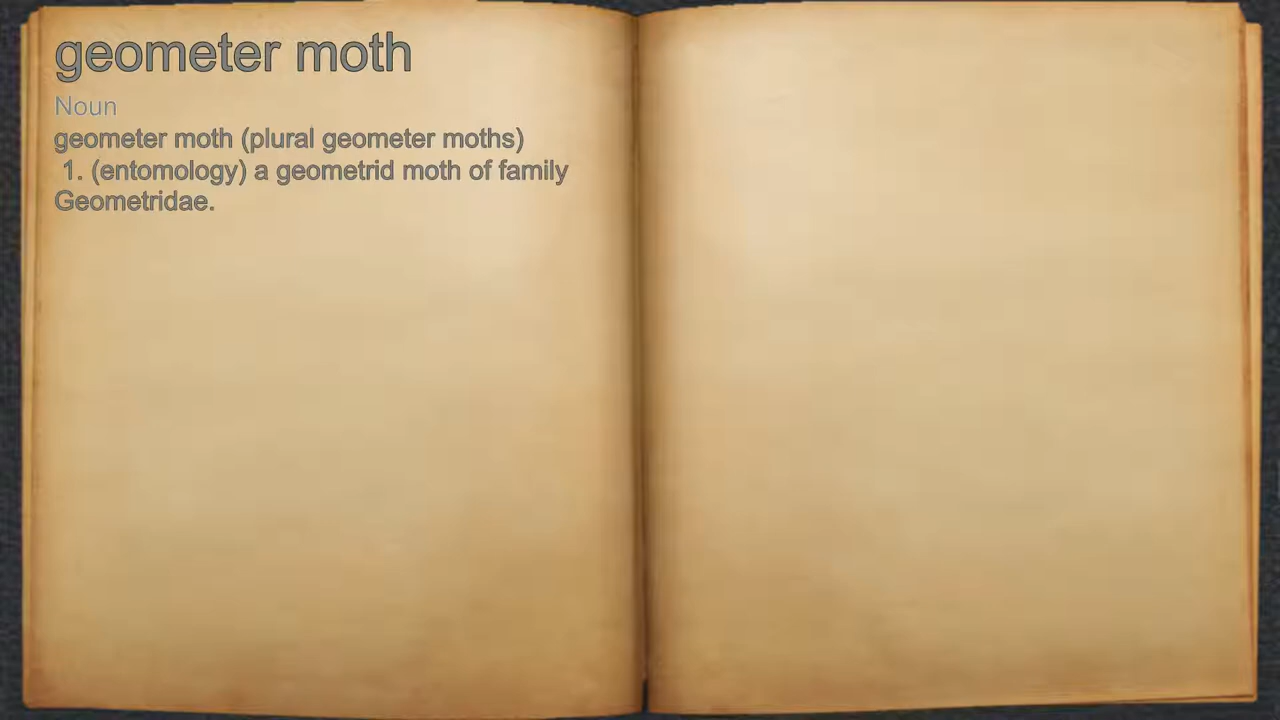 geometer moth
Noun
geometer moth (plural geometer moths)
1. (entomology) a geometrid moth of family
Geometridae.